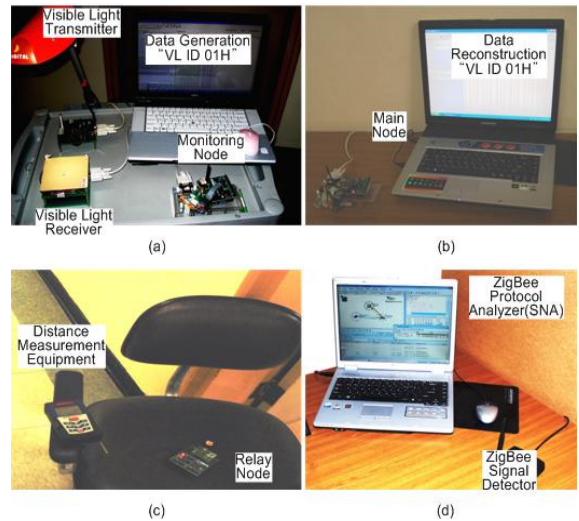 Visible Light
Transmitter
Data Generation
“VL ID 01H”
Monitoring
Node
Visible Light
Receiver
(a)
Data
Reconstruction
“VL ID 01H”
Main
Node
(b)
Distance
Measurement
Equipment
Relay
Node
(c)
ZigBee
Protocol
Analyzer(SNA)
ZigBee
Signal
Detector
(d)